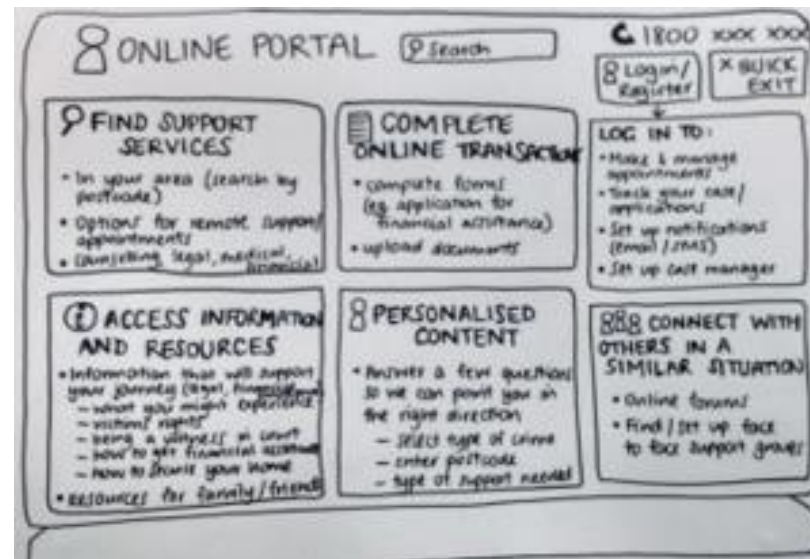 ONLINE PORTAL
Search
1800 xxx xxx
Login/
Register
X QUICK
EXIT
FIND SUPPORT
SERVICES
• In your area (search by
postcode)
• Options for remote support/
appointments
• Counselling, legal, medical,
financial
COMPLETE
ONLINE TRANSACTION
• complete forms
(eg. application for
financial assistance)
• upload documents
LOG IN TO:
• Make & manage
appointments
• Track your case/
applications
• Set up notifications
(email/SMS)
• Set up case manager
i ACCESS INFORMATION
AND RESOURCES
• Information that will support
your journey (legal, financial
- what you might experience
- victims rights
- being a witness in court
- how to get financial assistance
- how to secure your home
• RESOURCES for family/friends
PERSONALISED
CONTENT
• Answer a few questions
so we can point you in
the right direction
- select type of crime
- enter postcode
- type of support needed
CONNECT WITH
OTHERS IN A
SIMILAR SITUATION
• Online forums
• Find/set up face
to face support groups